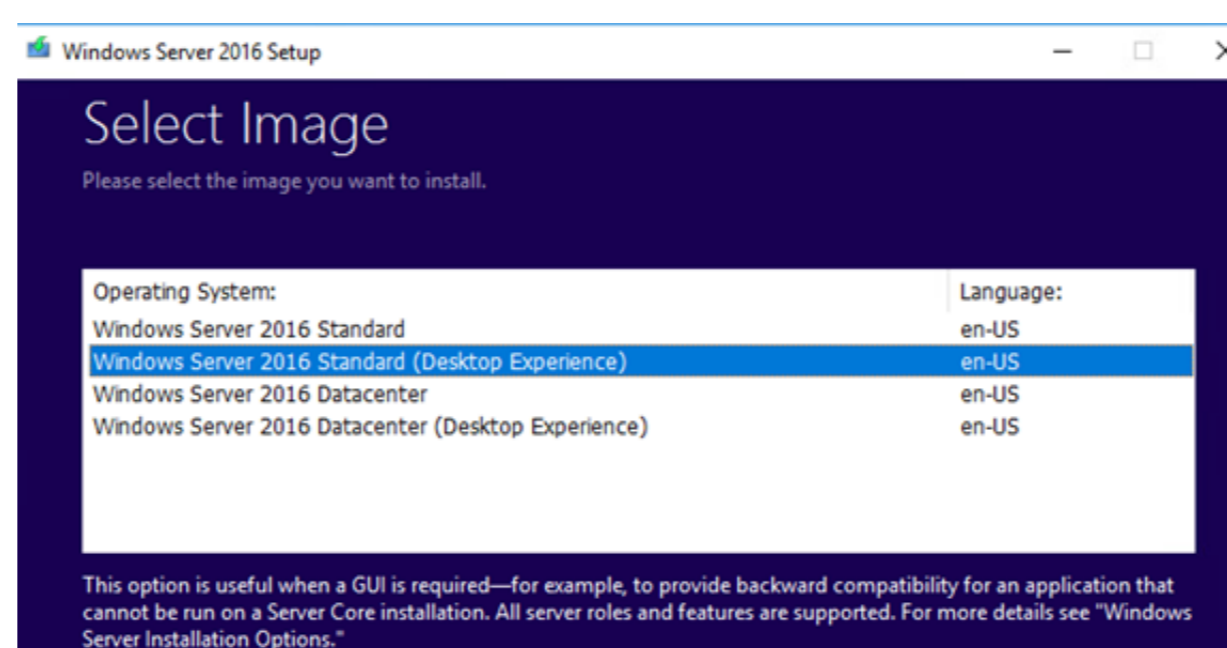 Windows Server 2016 Setup
Select Image
Please select the image you want to install.
Operating System: Language:
Windows Server 2016 Standard en-US
Windows Server 2016 Standard (Desktop Experience) en-US
Windows Server 2016 Datacenter en-US
Windows Server 2016 Datacenter (Desktop Experience) en-US
This option is useful when a GUI is required—for example, to provide backward compatibility for an application that
cannot be run on a Server Core installation. All server roles and features are supported. For more details see "Windows
Server Installation Options."